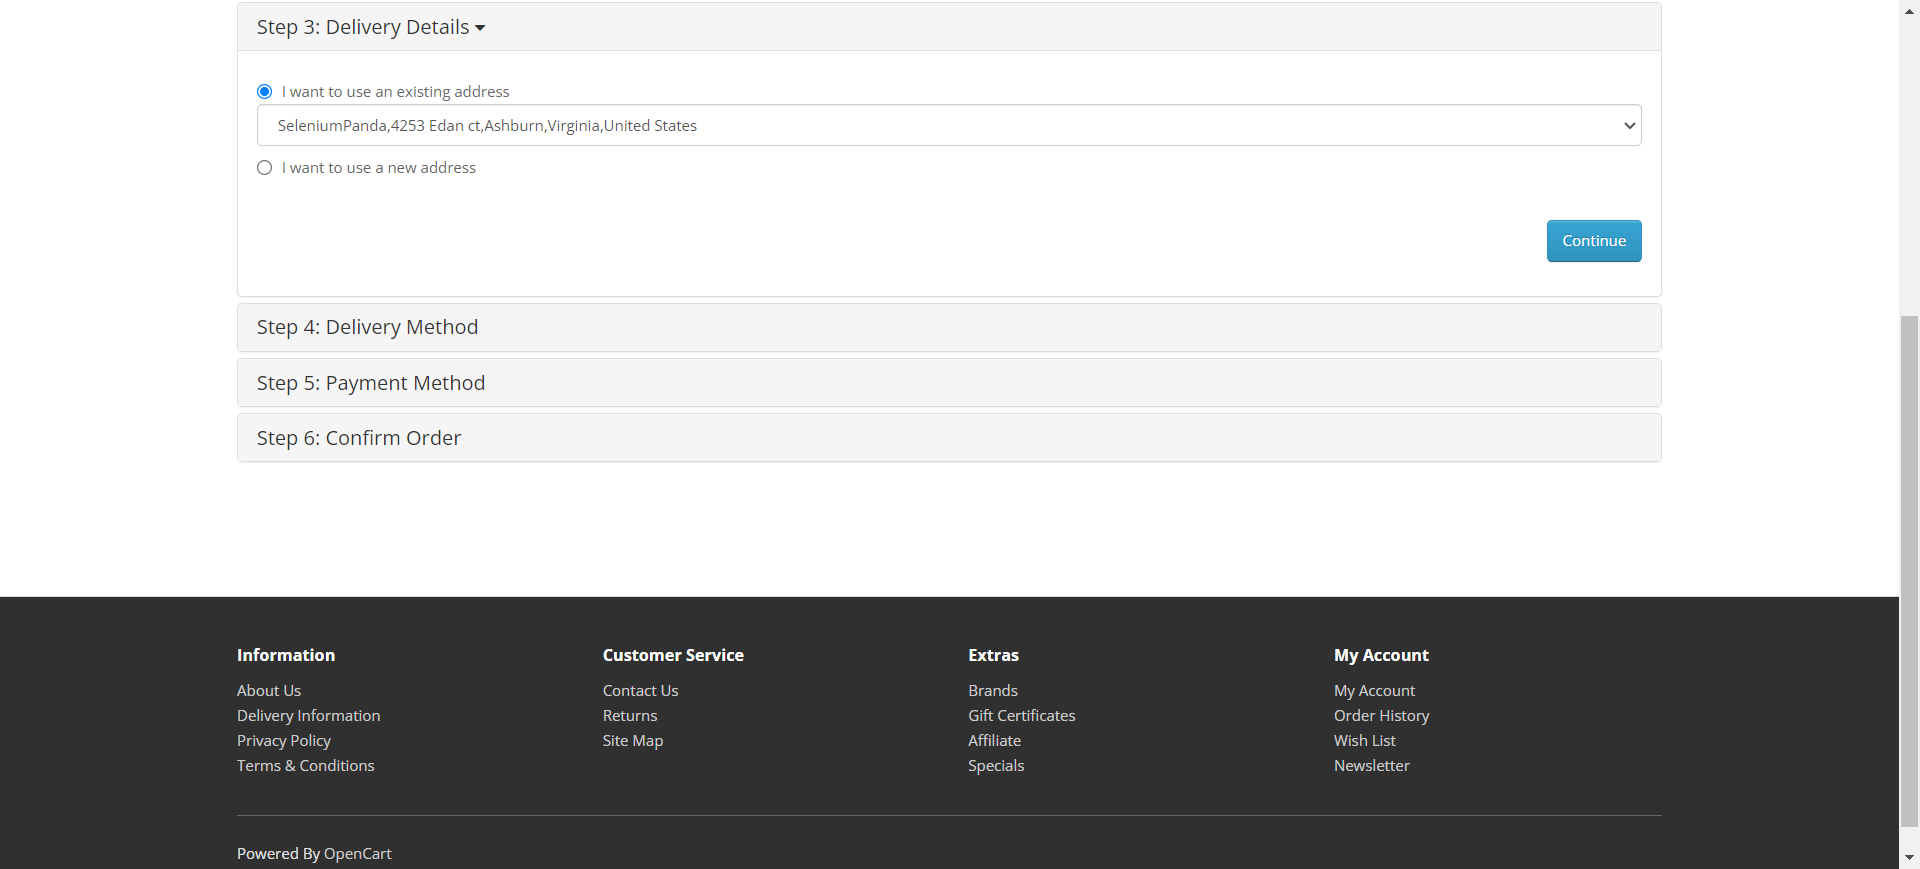 Step 3: Delivery Details
I want to use an existing address
SeleniumPanda,4253 Edan ct,Ashburn,Virginia,United States
I want to use a new address
Continue
Step 4: Delivery Method
Step 5: Payment Method
Step 6: Confirm Order
Information
About Us
Delivery Information
Privacy Policy
Terms & Conditions
Customer Service
Contact Us
Returns
Site Map
Extras
Brands
Gift Certificates
Affiliate
Specials
My Account
My Account
Order History
Wish List
Newsletter
Powered By OpenCart